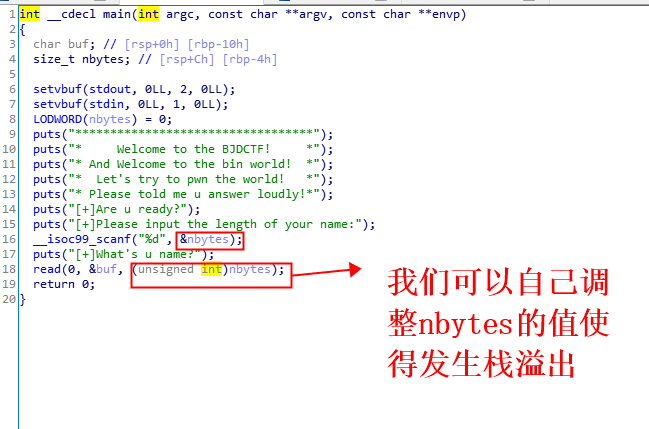 1 int __cdecl main(int argc, const char **argv, const char **envp)
2 {
3 char buf; // [rsp+0h] [rbp-10h]
4 size_t nbytes; // [rsp+Ch] [rbp-4h]
5
6 setvbuf(stdout, 0LL, 2, 0LL);
7 setvbuf(stdin, 0LL, 1, 0LL);
8 LODWORD(nbytes) = 0;
9 puts("**********************************");
10 puts("*     Welcome to the BJDCTF!     *");
11 puts("* And Welcome to the bin world!  *");
12 puts("*  Let's try to pwn the world!   *");
13 puts("* Please told me u answer loudly!*");
14 puts("[+]Are u ready?");
15 puts("[+]Please input the length of your name:");
16 __isoc99_scanf("%d", &nbytes);
17 puts("[+]What's u name?");
18 read(0, &buf, (unsigned int)nbytes);
19 return 0;
20 }
我们可以自己调
整nbytes的值使
得发生栈溢出